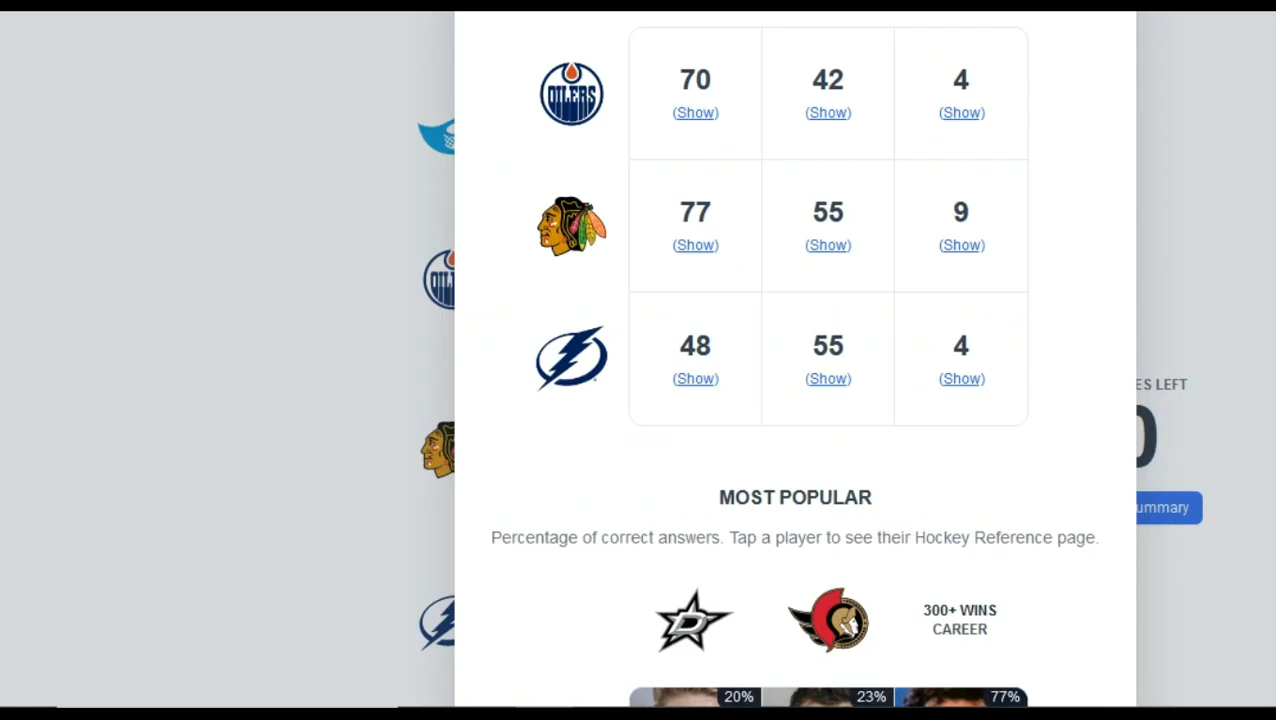 OILERS
70 42 4
(Show) (Show) (Show)
77 55 9
(Show) (Show) (Show)
48 55 4
(Show) (Show) (Show)
ES LEFT
0
ummary
MOST POPULAR
Percentage of correct answers. Tap a player to see their Hockey Reference page.
D
300+ WINS
CAREER
20% 23% 77%